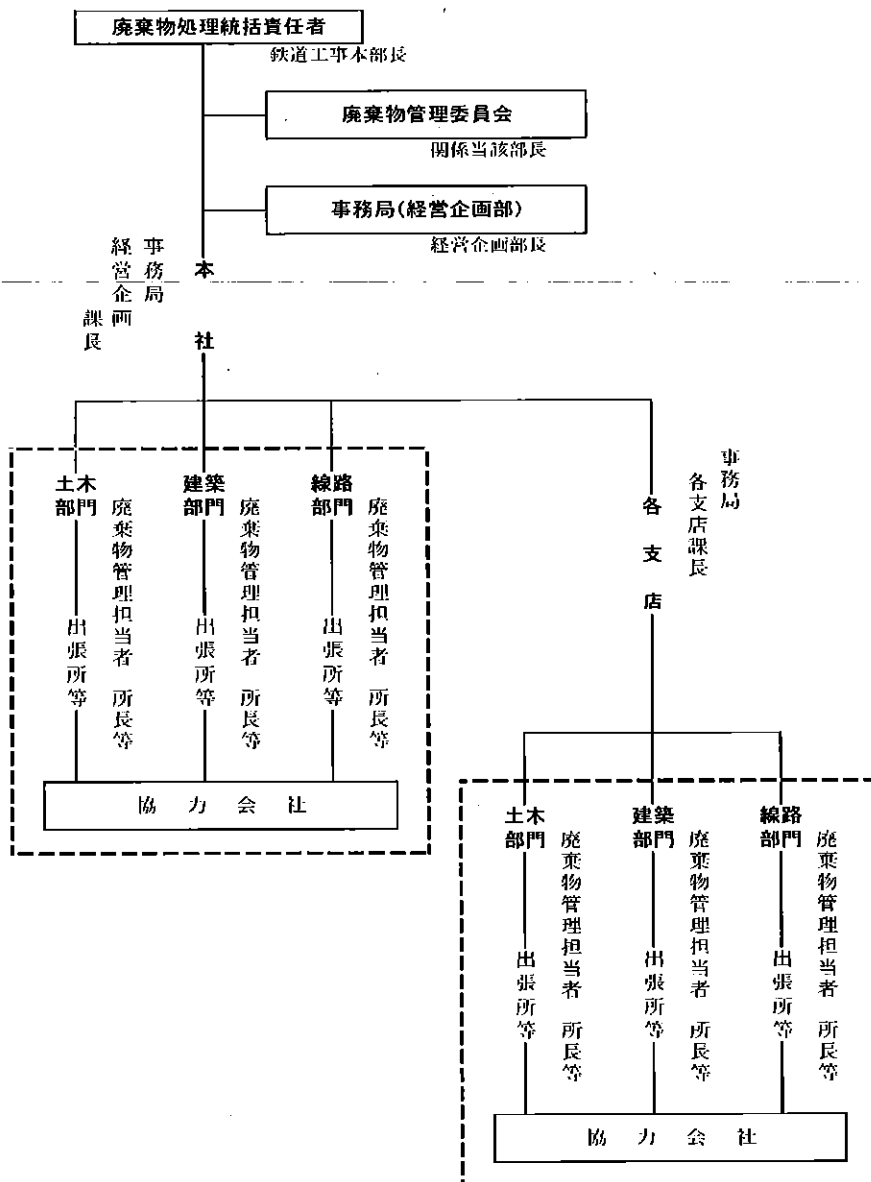 廃棄物処理統括責任者
鉄道工事本部長
廃棄物管理委員会
関係当該部長
事務局(経営企画部)
経営企画部長
事務局
経営企画
課長
本社
土木
部門
廃棄物管理担当者 所長等
出張所等
建築
部門
廃棄物管理担当者 所長等
出張所等
線路
部門
廃棄物管理担当者 所長等
出張所等
協力会社
事務局
各支店課長
各支店
土木
部門
廃棄物管理担当者 所長等
出張所等
建築
部門
廃棄物管理担当者 所長等
出張所等
線路
部門
廃棄物管理担当者 所長等
出張所等
協力会社